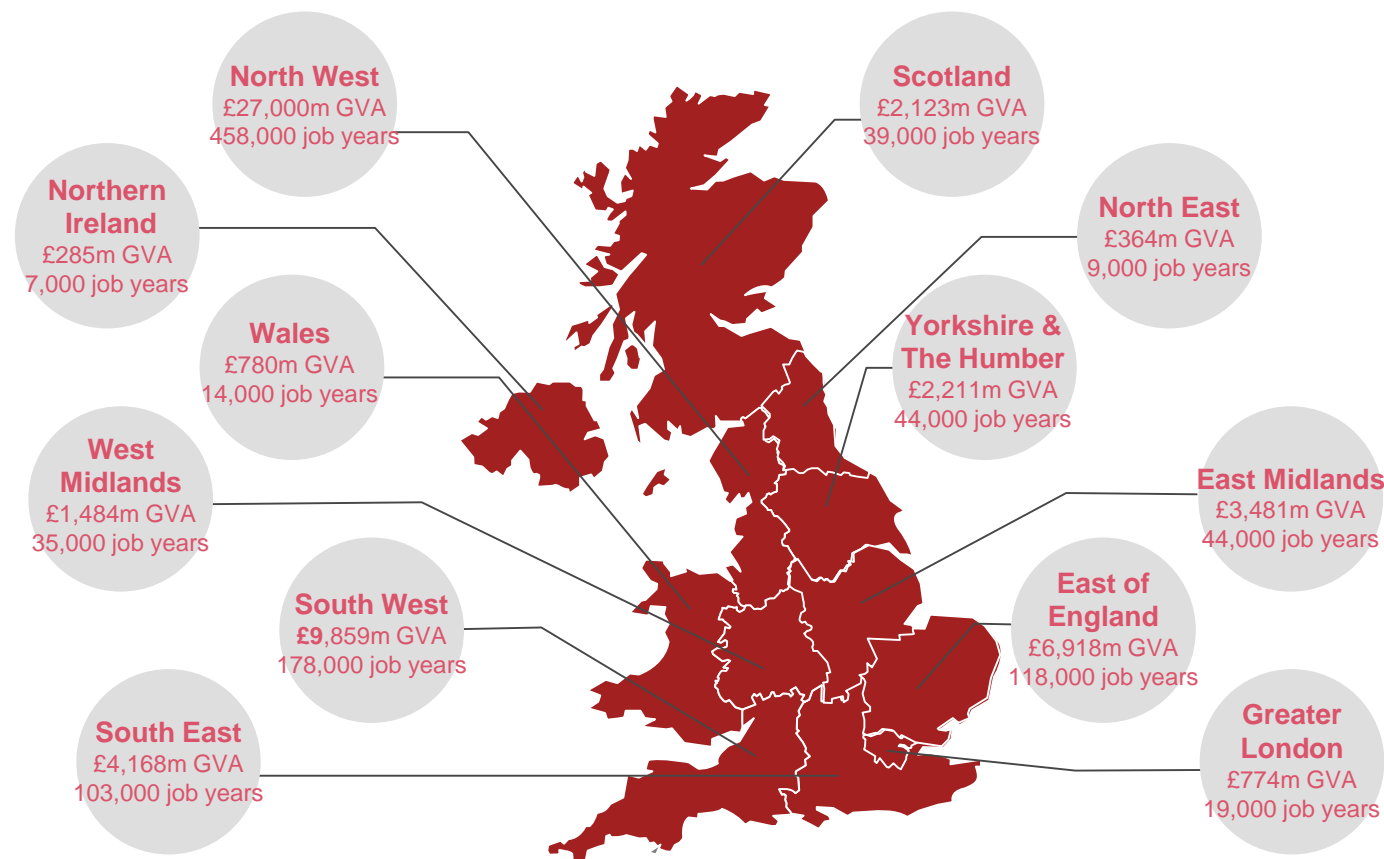 North West
£27,000m GVA
458,000 job years
Scotland
£2,123m GVA
39,000 job years
Northern
Ireland
£285m GVA
7,000 job years
North East
£364m GVA
9,000 job years
Wales
£780m GVA
14,000 job years
Yorkshire &
The Humber
£2,211m GVA
44,000 job years
West
Midlands
£1,484m GVA
35,000 job years
East Midlands
£3,481m GVA
44,000 job years
South West
£9,859m GVA
178,000 job years
East of
England
£6,918m GVA
118,000 job years
South East
£4,168m GVA
103,000 job years
Greater
London
£774m GVA
19,000 job years